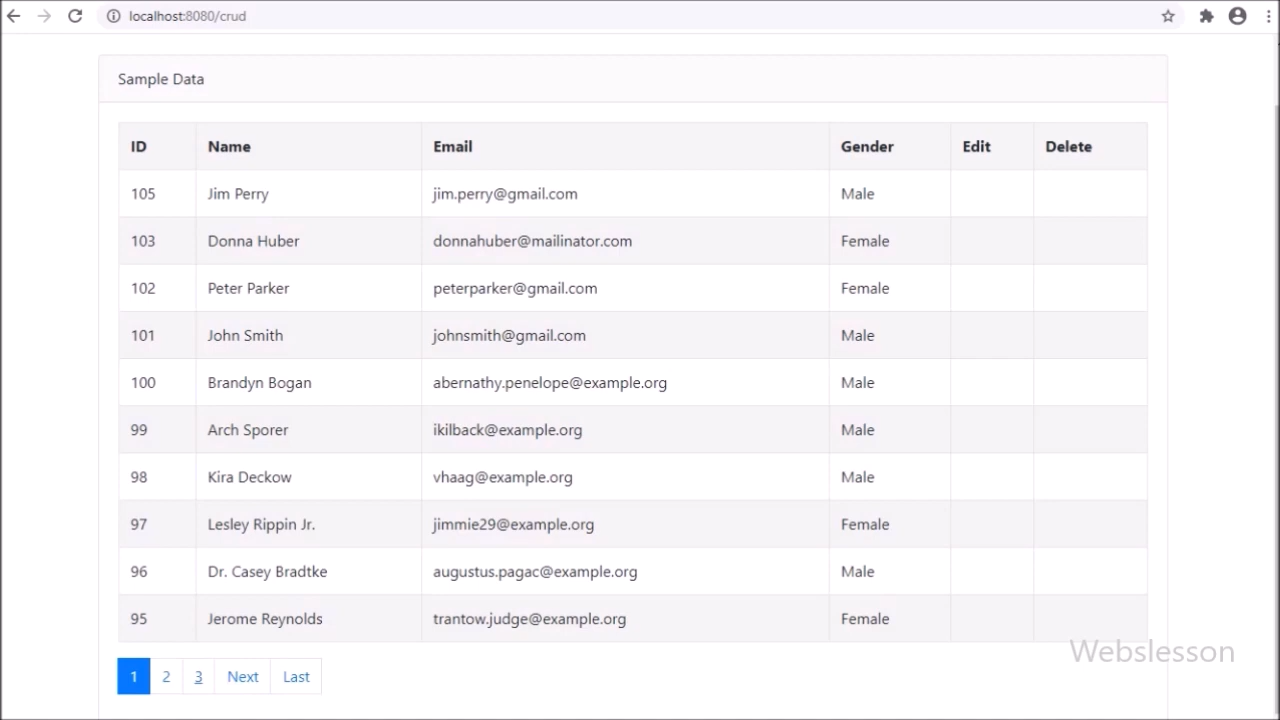 localhost:8080/crud
Sample Data
ID Name Email Gender Edit Delete
105 Jim Perry jim.perry@gmail.com Male
103 Donna Huber donnahuber@mailinator.com Female
102 Peter Parker peterparker@gmail.com Female
101 John Smith johnsmith@gmail.com Male
100 Brandyn Bogan abernathy.penelope@example.org Male
99 Arch Sporer ikilback@example.org Male
98 Kira Deckow vhaag@example.org Male
97 Lesley Rippin Jr. jimmie29@example.org Female
96 Dr. Casey Bradtke augustus.pagac@example.org Male
95 Jerome Reynolds trantow.judge@example.org Female
Webslesson
1 2 3 Next Last